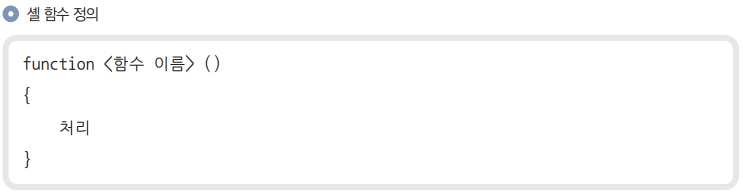 셸 함수 정의
function <함수 이름> ()
{
처리
}